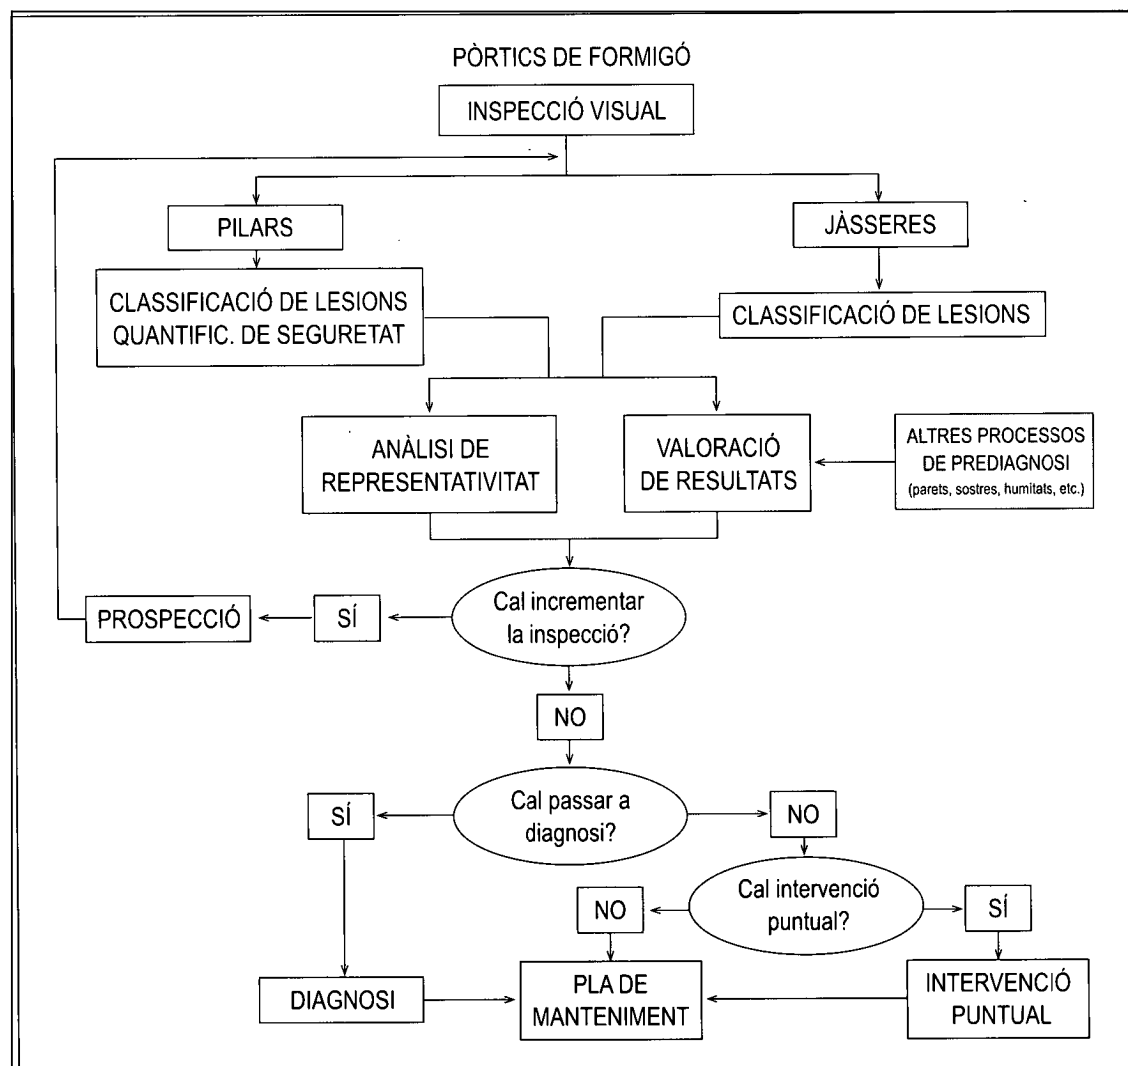 PÒRTICS DE FORMIGÓ
INSPECCIÓ VISUAL
PILARS
JÀSSERES
CLASSIFICACIÓ DE LESIONS
QUANTIFIC. DE SEGURETAT
CLASSIFICACIÓ DE LESIONS
ANÀLISI DE
REPRESENTATIVITAT
VALORACIÓ
DE RESULTATS
ALTRES PROCESSOS
DE PREDIAGNOSI
(parets, sostres, humitats, etc.)
Cal incrementar
la inspecció?
SÍ
PROSPECCIÓ
NO
Cal passar a
diagnosi?
SÍ
NO
Cal intervenció
puntual?
NO
SÍ
DIAGNOSI
PLA DE
MANTENIMENT
INTERVENCIÓ
PUNTUAL